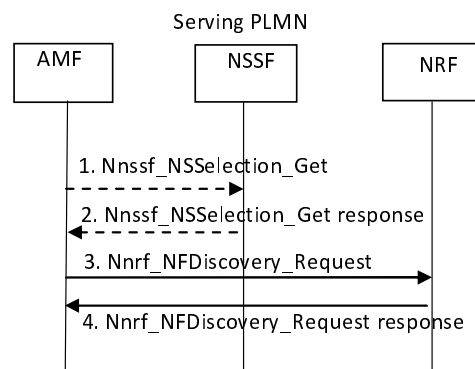 Serving PLMN
AMF
NSSF
NRF
1. Nnssf_NSSelection_Get
2. Nnssf_NSSelection_Get response
3. Nnrf_NFDiscovery_Request
4. Nnrf_NFDiscovery_Request response